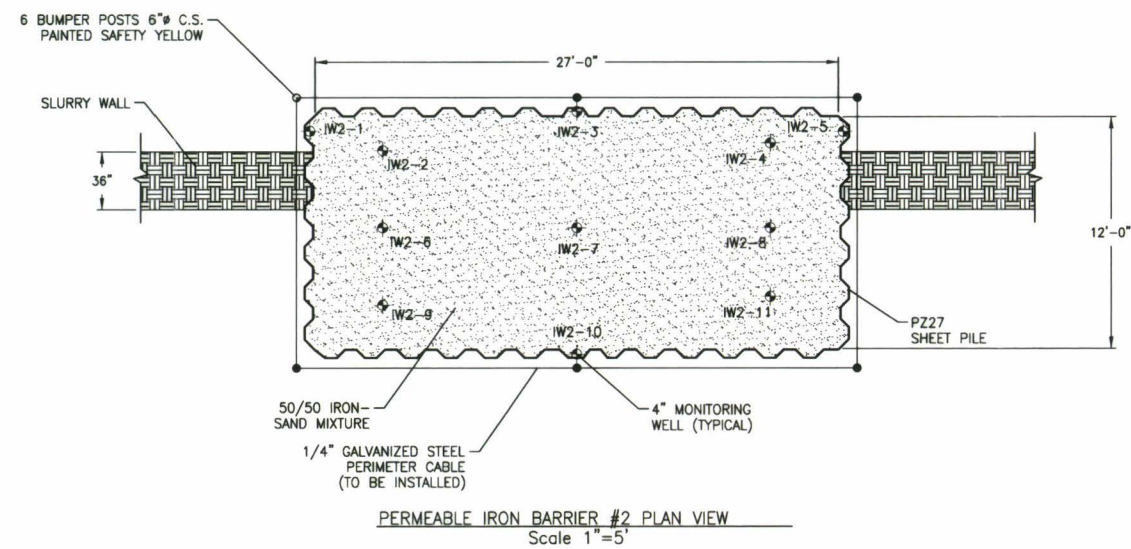 6 BUMPER POSTS 6"ø C.S.
PAINTED SAFETY YELLOW
27'-0"
SLURRY WALL
IW2-1
IW2-3
IW2-5
IW2-2
IW2-4
36"
IW2-6
IW2-7
IW2-8
12'-0"
IW2-9
IW2-11
IW2-10
PZ27
SHEET PILE
50/50 IRON-
SAND MIXTURE
4" MONITORING
WELL (TYPICAL)
1/4" GALVANIZED STEEL
PERIMETER CABLE
(TO BE INSTALLED)
PERMEABLE IRON BARRIER #2 PLAN VIEW
Scale 1"=5'